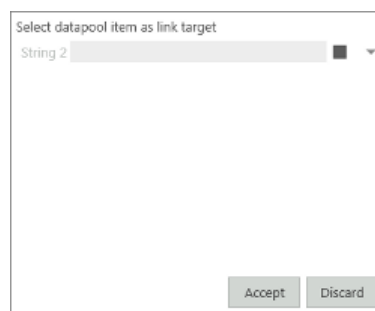 Select datapool item as link target
String 2
Accept Discard